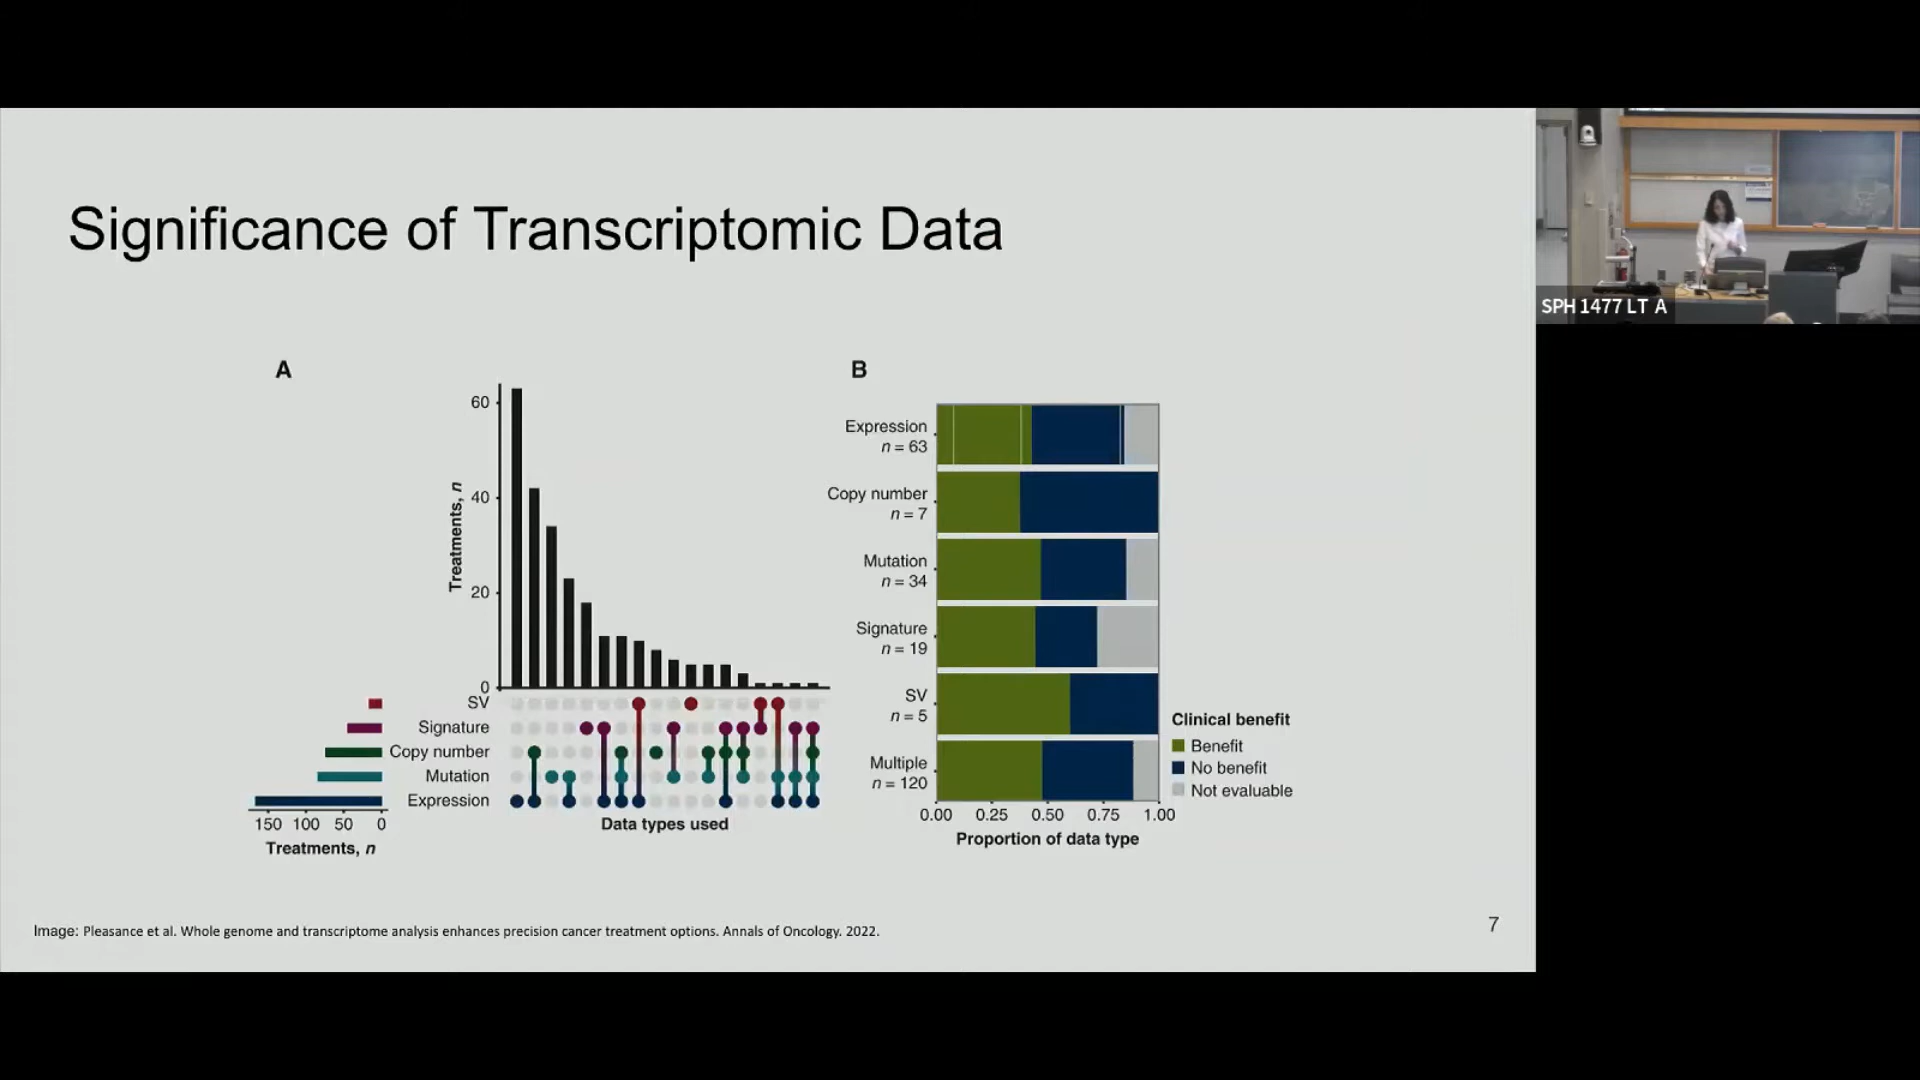 Significance of Transcriptomic Data
A
60
40
20
0
Treatments, n
SV
Signature
Copy number
Mutation
Expression
150 100 50 0
Treatments, n
Data types used
B
Expression
n = 63
Copy number
n = 7
Mutation
n = 34
Signature
n = 19
SV
n = 5
Multiple
n = 120
0.00 0.25 0.50 0.75 1.00
Proportion of data type
Clinical benefit
Benefit
No benefit
Not evaluable
Image: Pleasance et al. Whole genome and transcriptome analysis enhances precision cancer treatment options. Annals of Oncology. 2022.
7
SPH 1477 LT A